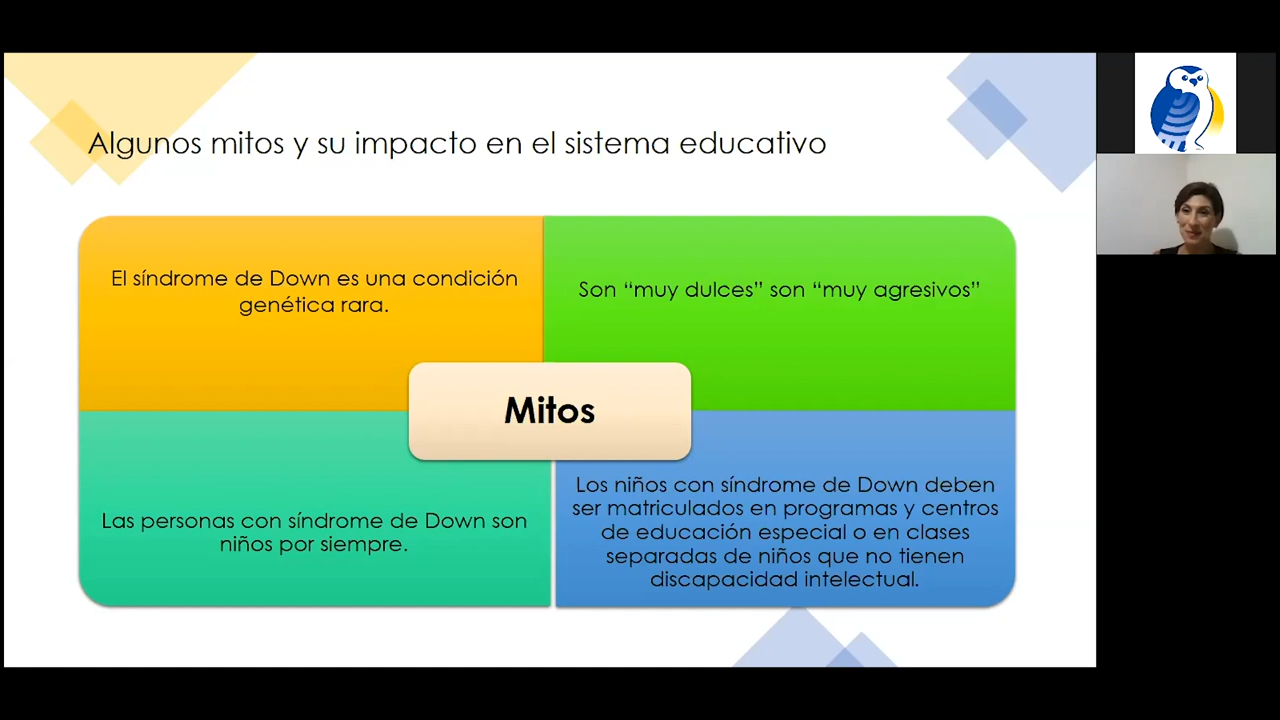 Algunos mitos y su impacto en el sistema educativo
El síndrome de Down es una condición
genética rara.
Son “muy dulces” son “muy agresivos”
Mitos
Las personas con síndrome de Down son
niños por siempre.
Los niños con síndrome de Down deben
ser matriculados en programas y centros
de educación especial o en clases
separadas de niños que no tienen
discapacidad intelectual.